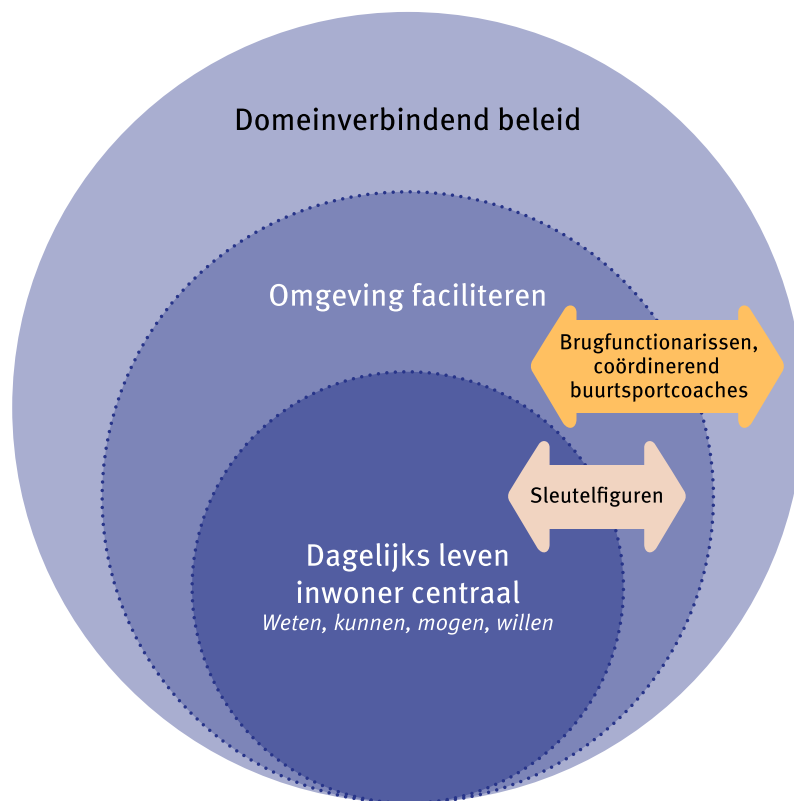 Domeinverbindend beleid
Omgeving faciliteren
Brugfunctionarissen,
coördinerend
buurtsportcoaches
Sleutelfiguren
Dagelijks leven
inwoner centraal
Weten, kunnen, mogen, willen